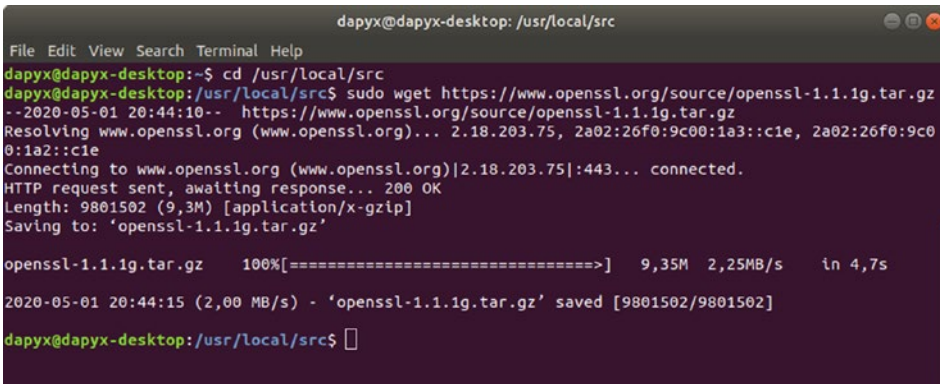 dapyx@dapyx-desktop: /usr/local/src
File Edit View Search Terminal Help
dapyx@dapyx-desktop:~$ cd /usr/local/src
dapyx@dapyx-desktop:/usr/local/src$ sudo wget https://www.openssl.org/source/openssl-1.1.1g.tar.gz
--2020-05-01 20:44:10--  https://www.openssl.org/source/openssl-1.1.1g.tar.gz
Resolving www.openssl.org (www.openssl.org)... 2.18.203.75, 2a02:26f0:9c00:1a3::c1e, 2a02:26f0:9c0
0:1a2::c1e
Connecting to www.openssl.org (www.openssl.org)|2.18.203.75|:443... connected.
HTTP request sent, awaiting response... 200 OK
Length: 9801502 (9,3M) [application/x-gzip]
Saving to: ‘openssl-1.1.1g.tar.gz’
openssl-1.1.1g.tar.gz    100%[=================================>]   9,35M  2,25MB/s    in 4,7s
2020-05-01 20:44:15 (2,00 MB/s) - ‘openssl-1.1.1g.tar.gz’ saved [9801502/9801502]
dapyx@dapyx-desktop:/usr/local/src$